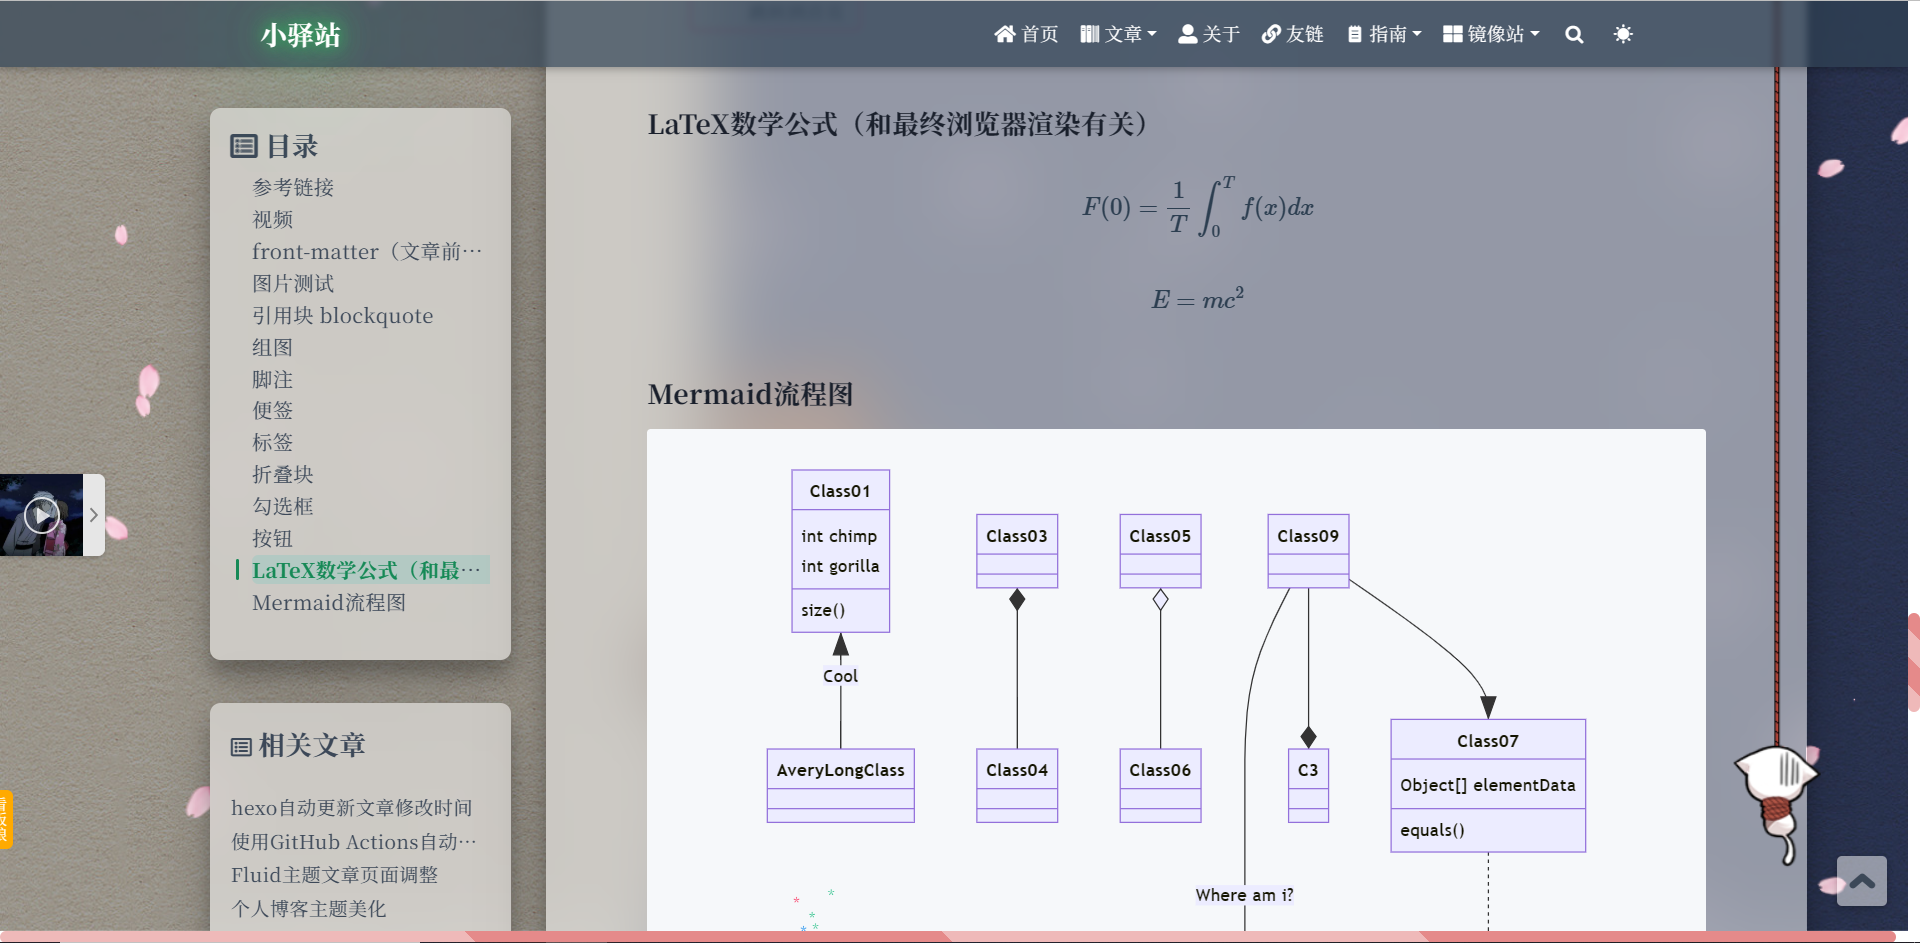 小驿站
首页 文章 关于 友链 指南 镜像站
目录
参考链接
视频
front-matter（文章前…
图片测试
引用块 blockquote
组图
脚注
便签
标签
折叠块
勾选框
按钮
LaTeX数学公式（和最…
Mermaid流程图
相关文章
hexo自动更新文章修改时间
使用GitHub Actions自动…
Fluid主题文章页面调整
个人博客主题美化
LaTeX数学公式（和最终浏览器渲染有关）
F(0) = \frac{1}{T} \int_0^T f(x)dx
E = mc²
Mermaid流程图
Class01
int chimp
int gorilla
size()
Cool
AveryLongClass
Class03
Class04
Class05
Class06
Class09
C3
Class07
Object[] elementData
equals()
Where am i?